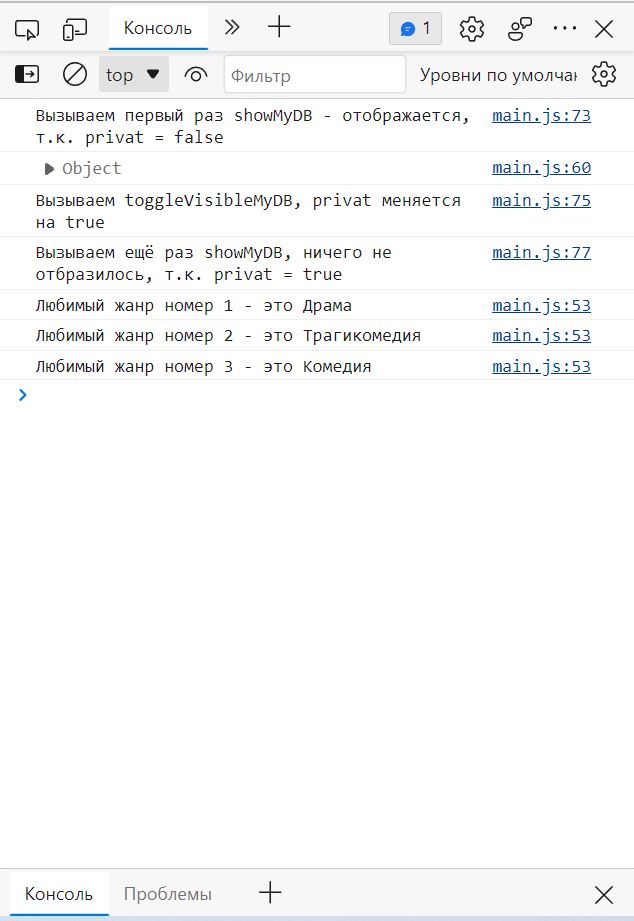 Консоль
1
top
Фильтр
Уровни по умолчан
Вызываем первый раз showMyDB - отображается, main.js:73
т.к. privat = false
Object main.js:60
Вызываем toggleVisibleMyDB, privat меняется main.js:75
на true
Вызываем ещё раз showMyDB, ничего не main.js:77
отбразилось, т.к. privat = true
Любимый жанр номер 1 - это Драма main.js:53
Любимый жанр номер 2 - это Трагикомедия main.js:53
Любимый жанр номер 3 - это Комедия main.js:53
Консоль Проблемы